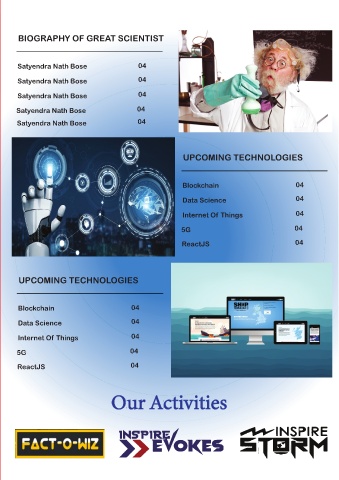 BIOGRAPHY OF GREAT SCIENTIST
Satyendra Nath Bose 04
Satyendra Nath Bose 04
Satyendra Nath Bose 04
Satyendra Nath Bose 04
Satyendra Nath Bose 04
UPCOMING TECHNOLOGIES
Blockchain 04
Data Science 04
Internet Of Things 04
5G 04
ReactJS 04
UPCOMING TECHNOLOGIES
Blockchain 04
Data Science 04
Internet Of Things 04
5G 04
ReactJS 04
Our Activities
FACT-O-WIZ
INSPIRE EVOKES
INSPIRE STORM